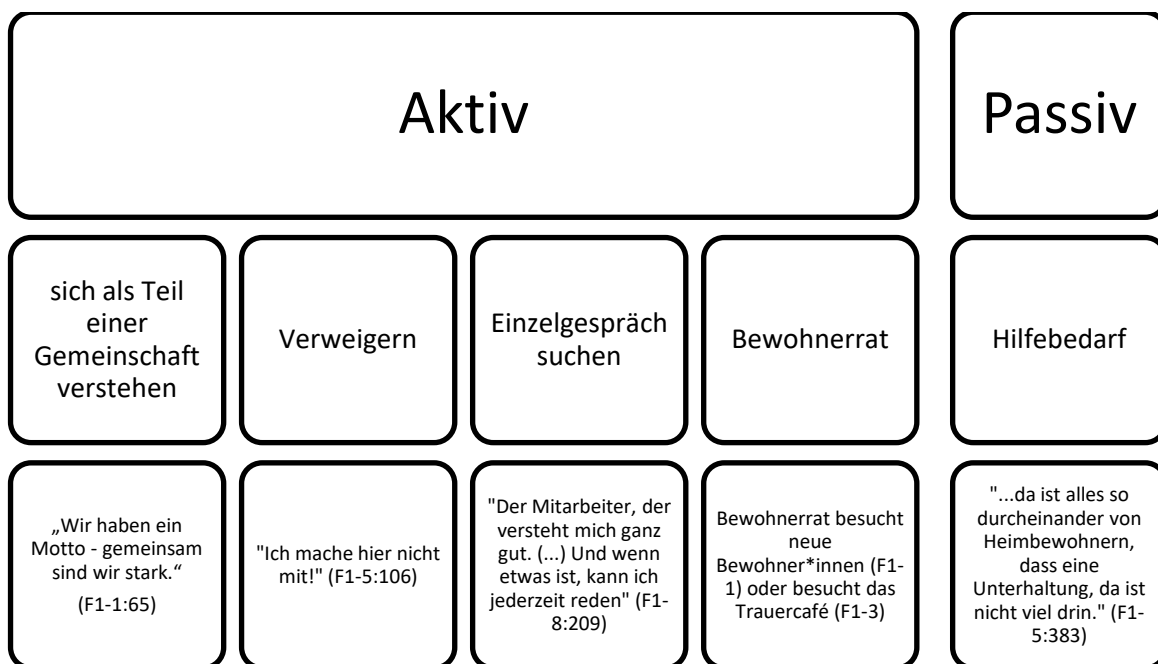 Aktiv
Passiv
sich als Teil
einer
Gemeinschaft
verstehen
Verweigern
Einzelgespräch
suchen
Bewohnerrat
Hilfebedarf
„Wir haben ein
Motto - gemeinsam
sind wir stark.“
(F1-1:65)
"Ich mache hier nicht
mit!" (F1-5:106)
"Der Mitarbeiter, der
versteht mich ganz
gut. (...) Und wenn
etwas ist, kann ich
jederzeit reden" (F1-
8:209)
Bewohnerrat besucht
neue
Bewohner*innen (F1-
1) oder besucht das
Trauercafé (F1-3)
"...da ist alles so
durcheinander von
Heimbewohnern,
dass eine
Unterhaltung, da ist
nicht viel drin." (F1-
5:383)